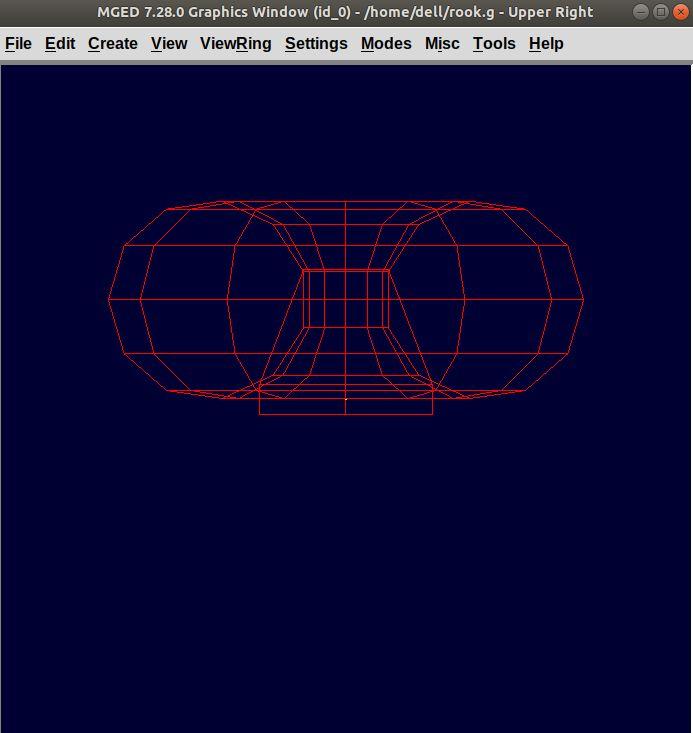 MGED 7.28.0 Graphics Window (id_0) - /home/dell/rook.g - Upper Right
File Edit Create View ViewRing Settings Modes Misc Tools Help